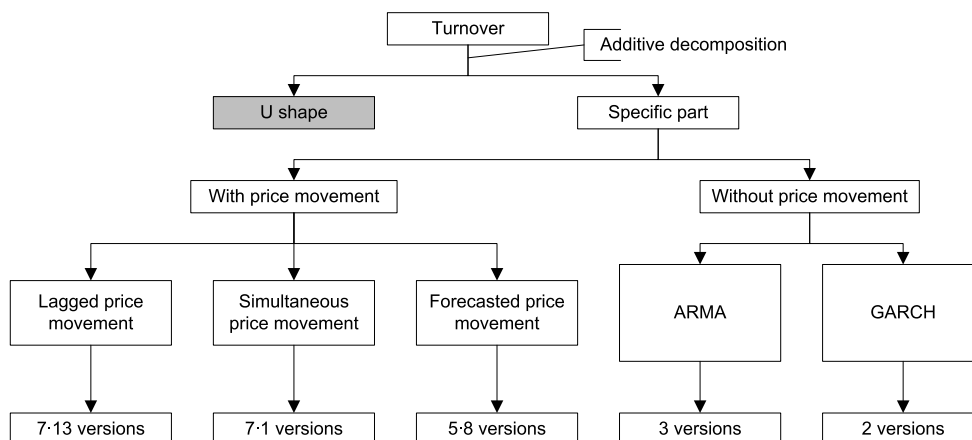 Turnover
Additive decomposition
U shape
Specific part
With price movement
Without price movement
Lagged price
movement
Simultaneous
price movement
Forecasted price
movement
ARMA
GARCH
7·13 versions
7·1 versions
5·8 versions
3 versions
2 versions